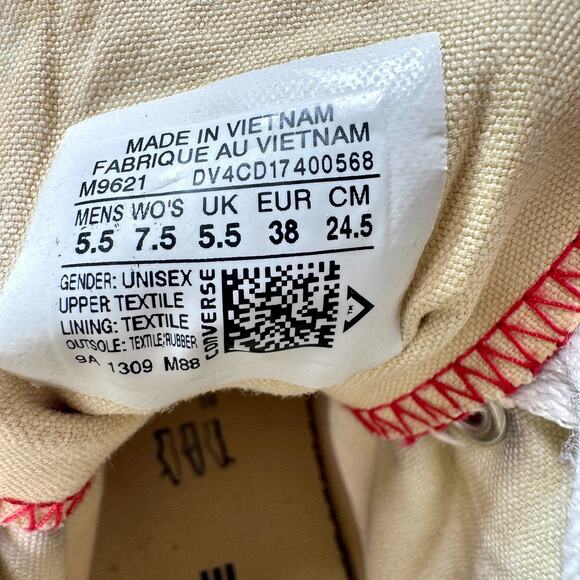 MADE IN VIETNAM
FABRIQUE AU VIETNAM
M9621 DV4CD17400568
MENS WO'S UK EUR CM
5.5 7.5 5.5 38 24.5
GENDER: UNISEX
UPPER TEXTILE
LINING: TEXTILE
OUTSOLE: TEXTILE;RUBBER
9A 1309 M88
CONVERSE
TM